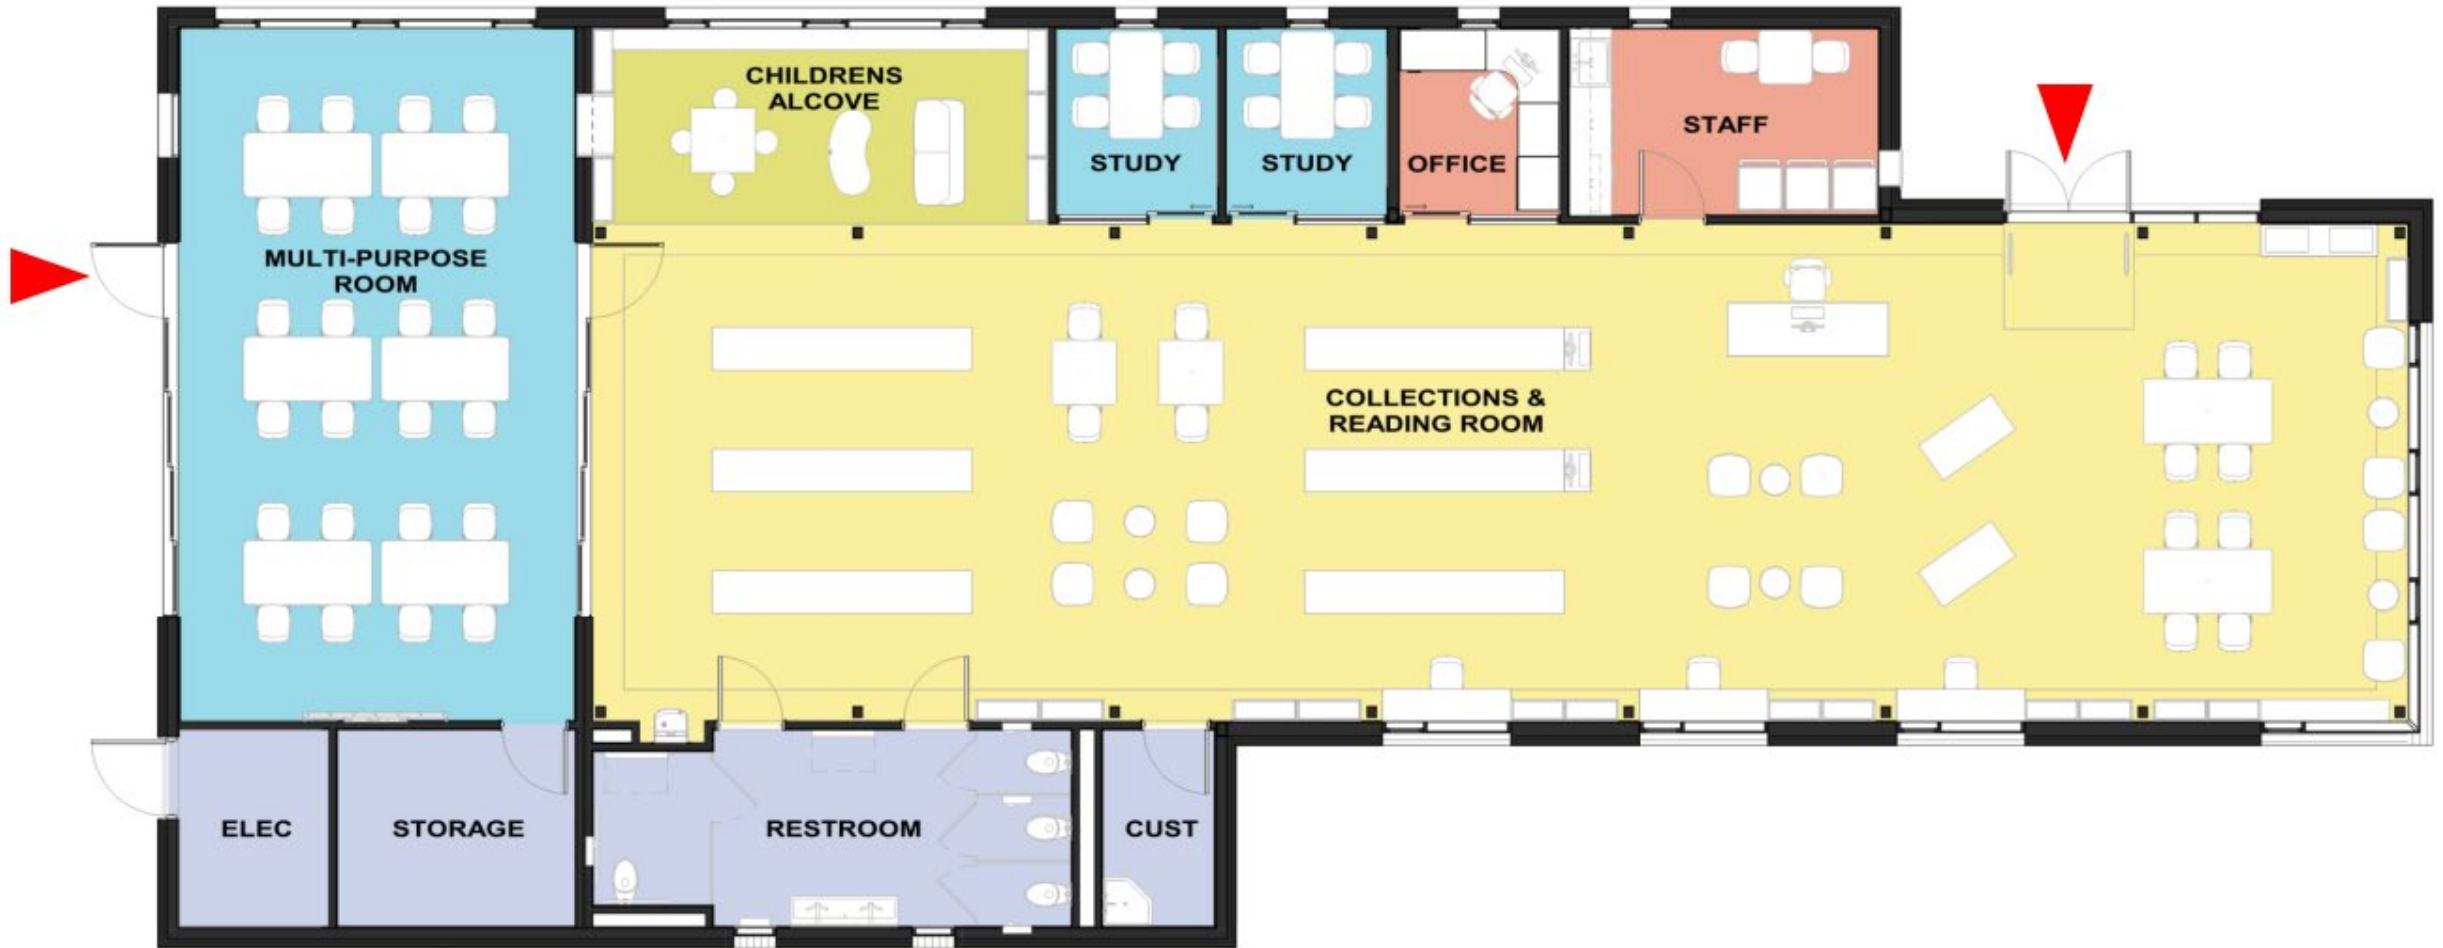 CHILDRENS
ALCOVE
STUDY
STUDY
OFFICE
STAFF
MULTI-PURPOSE
ROOM
COLLECTIONS &
READING ROOM
ELEC
STORAGE
RESTROOM
CUST